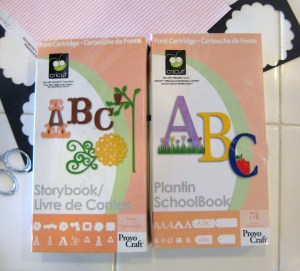 Font Cartridge - Cartouche de Fonte
cricut
ABC
Storybook/
Livre de Contes
Provo
Craft
Font Cartridge - Cartouche de Fonte
cricut
ABC
Plantin
SchoolBook
Provo
Craft